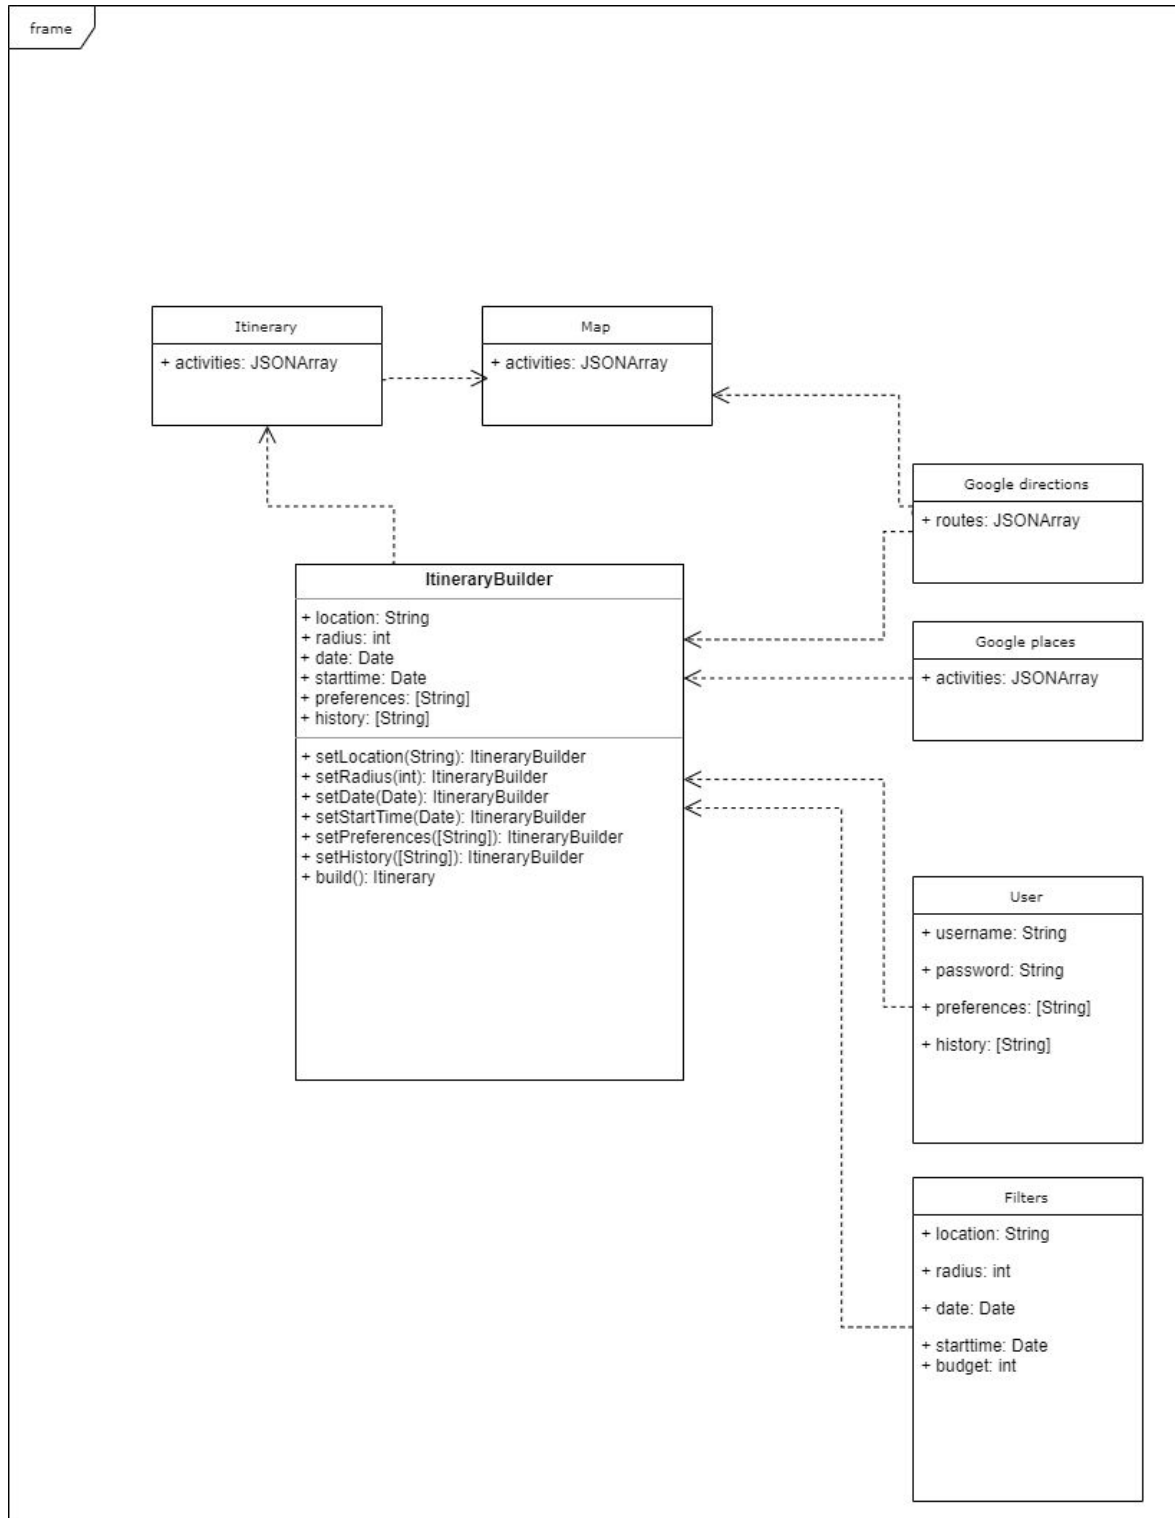 frame
Itinerary
+ activities: JSONArray
Map
+ activities: JSONArray
Google directions
+ routes: JSONArray
ItineraryBuilder
+ location: String
+ radius: int
+ date: Date
+ starttime: Date
+ preferences: [String]
+ history: [String]
+ setLocation(String): ItineraryBuilder
+ setRadius(int): ItineraryBuilder
+ setDate(Date): ItineraryBuilder
+ setStartTime(Date): ItineraryBuilder
+ setPreferences([String]): ItineraryBuilder
+ setHistory([String]): ItineraryBuilder
+ build(): Itinerary
Google places
+ activities: JSONArray
User
+ username: String
+ password: String
+ preferences: [String]
+ history: [String]
Filters
+ location: String
+ radius: int
+ date: Date
+ starttime: Date
+ budget: int